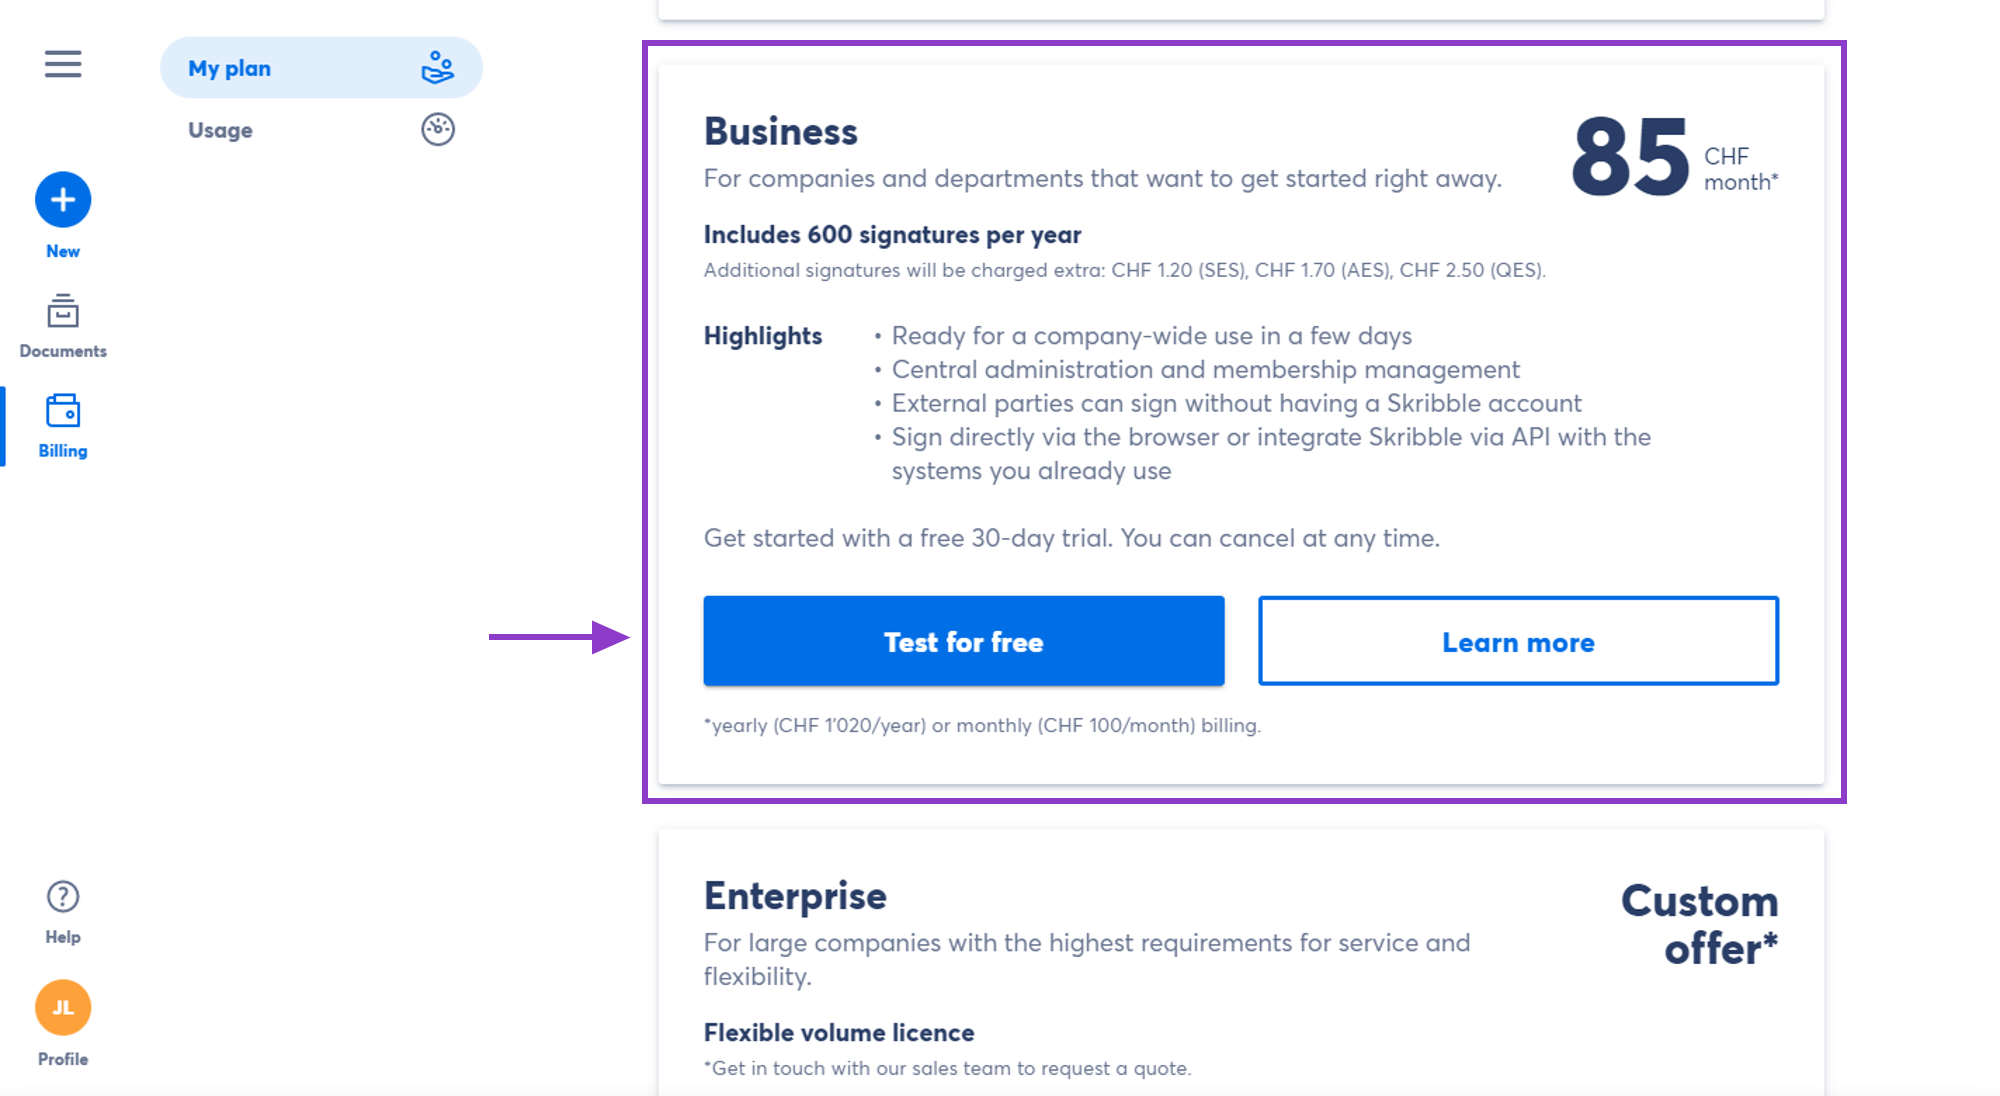 My plan
Usage
New
Documents
Billing
Help
JL
Profile
Business
For companies and departments that want to get started right away.
85 CHF
month*
Includes 600 signatures per year
Additional signatures will be charged extra: CHF 1.20 (SES), CHF 1.70 (AES), CHF 2.50 (QES).
Highlights
• Ready for a company-wide use in a few days
• Central administration and membership management
• External parties can sign without having a Skribble account
• Sign directly via the browser or integrate Skribble via API with the
systems you already use
Get started with a free 30-day trial. You can cancel at any time.
Test for free
Learn more
*yearly (CHF 1'020/year) or monthly (CHF 100/month) billing.
Enterprise
For large companies with the highest requirements for service and
flexibility.
Custom
offer*
Flexible volume licence
*Get in touch with our sales team to request a quote.